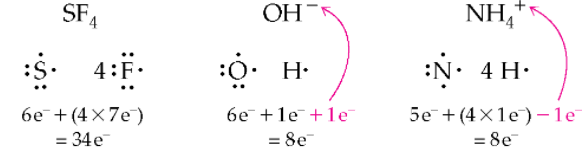 SF₄ OH⁻ NH₄⁺
:Ṡ· 4 :F̤̈· :Ọ̇· H· :Ṅ· 4 H·
6e⁻ + (4 × 7e⁻) 6e⁻ + 1e⁻ + 1e⁻ 5e⁻ + (4 × 1e⁻) − 1e⁻
= 34e⁻ = 8e⁻ = 8e⁻